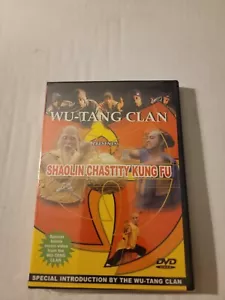 WU-TANG CLAN
PRESENTS
SHAOLIN CHASTITY KUNG FU
DVD
SPECIAL INTRODUCTION BY THE WU-TANG CLAN